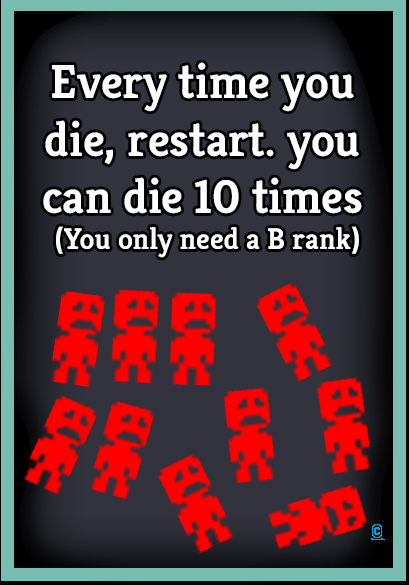 Every time you
die, restart. you
can die 10 times
(You only need a B rank)
©